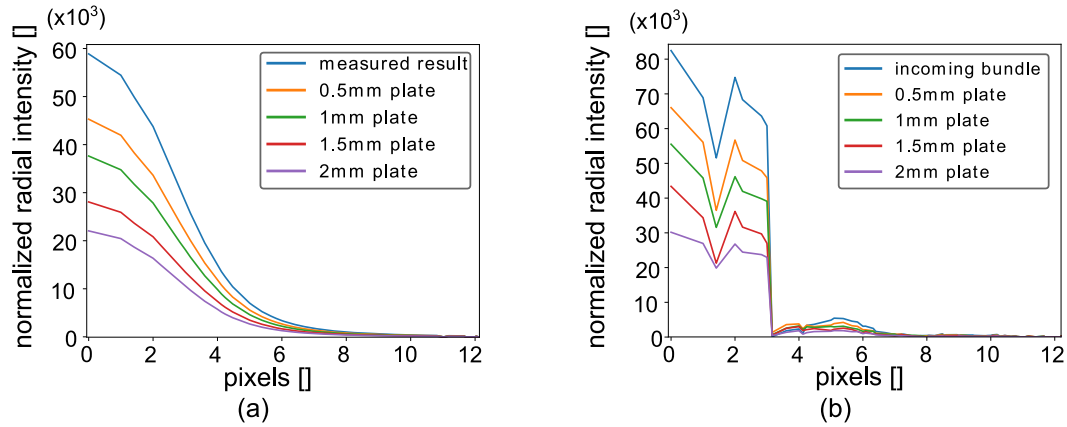 (x10³)
normalized radial intensity []
60
50
40
30
20
10
0
measured result
0.5mm plate
1mm plate
1.5mm plate
2mm plate
0 2 4 6 8 10 12
pixels []
(a)
(x10³)
normalized radial intensity []
80
70
60
50
40
30
20
10
0
incoming bundle
0.5mm plate
1mm plate
1.5mm plate
2mm plate
0 2 4 6 8 10 12
pixels []
(b)